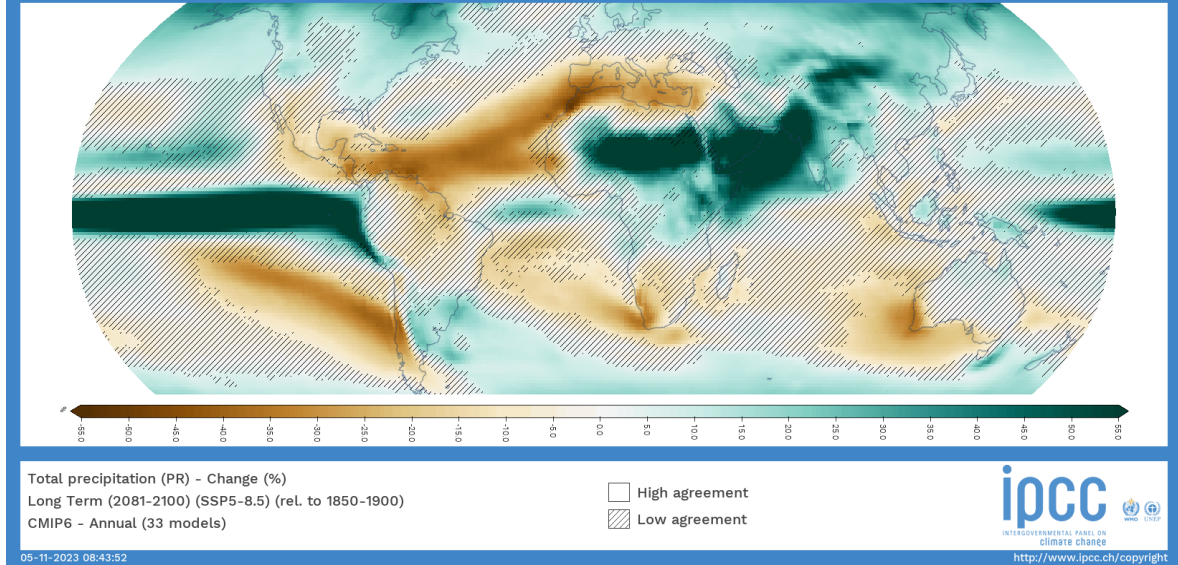 %
-55.0 -50.0 -45.0 -40.0 -35.0 -30.0 -25.0 -20.0 -15.0 -10.0 -5.0 0.0 5.0 10.0 15.0 20.0 25.0 30.0 35.0 40.0 45.0 50.0 55.0
Total precipitation (PR) - Change (%)
Long Term (2081-2100) (SSP5-8.5) (rel. to 1850-1900)
CMIP6 - Annual (33 models)
High agreement
Low agreement
ipcc
INTERGOVERNMENTAL PANEL ON
climate change
WMO
UNEP
05-11-2023 08:43:52
http://www.ipcc.ch/copyright